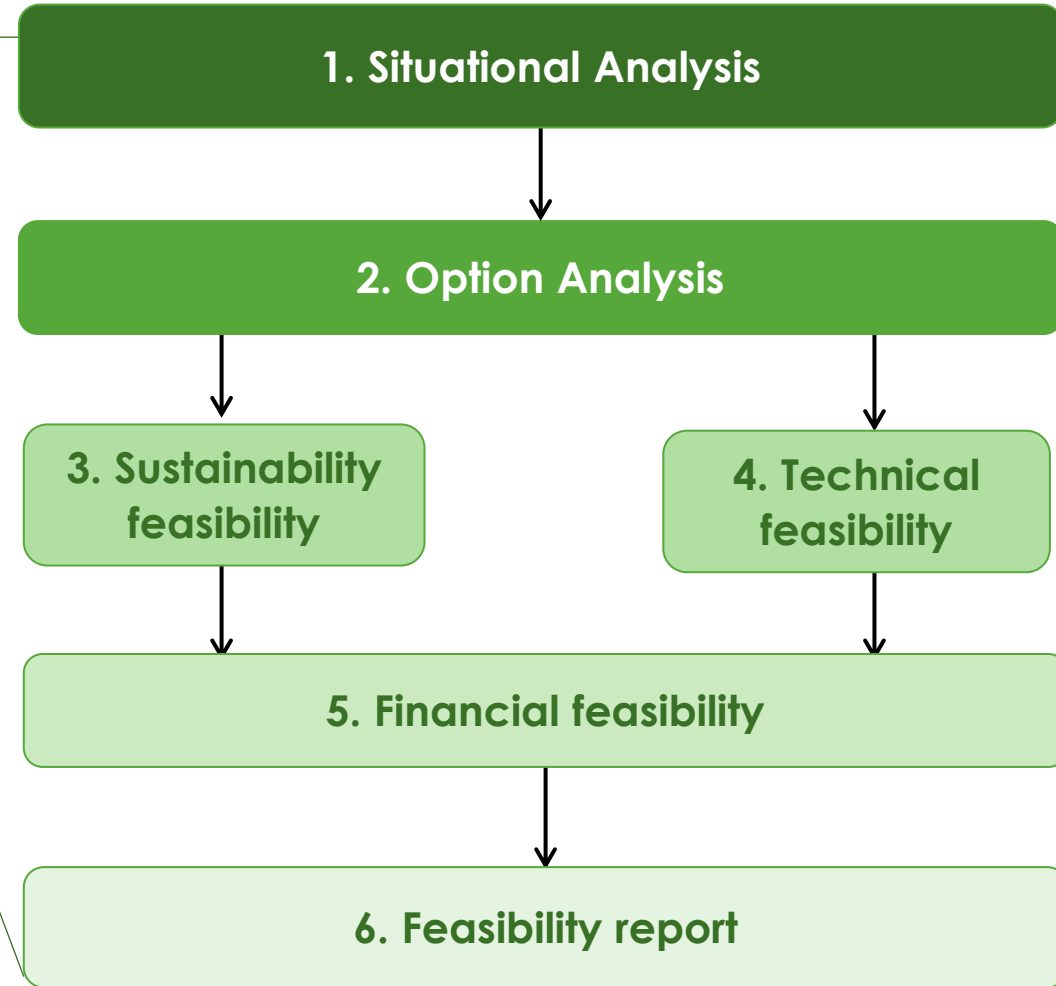 1. Situational Analysis
2. Option Analysis
3. Sustainability
feasibility
4. Technical
feasibility
5. Financial feasibility
6. Feasibility report